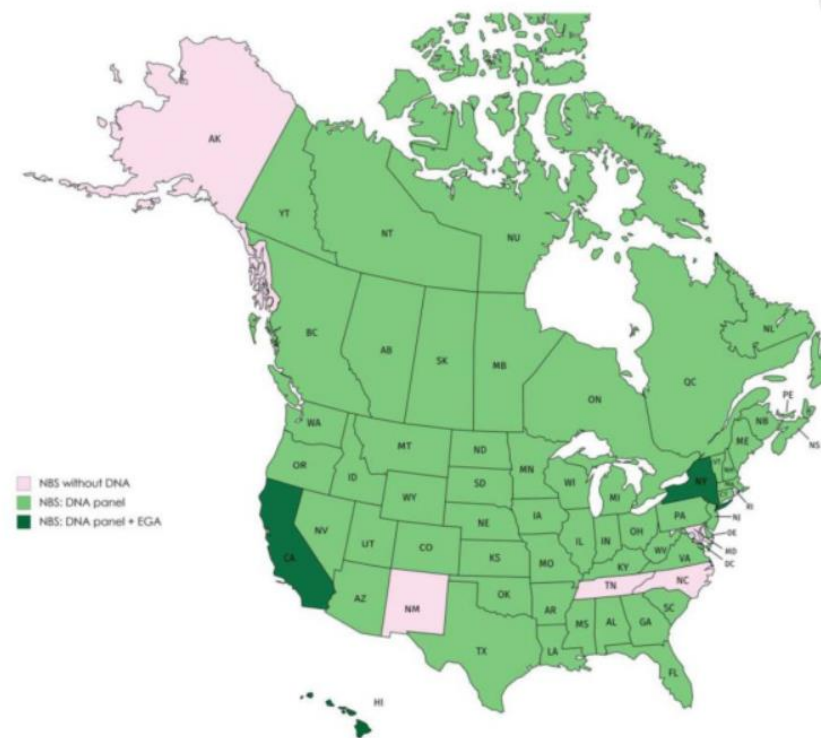 AK
YT
NT
NU
BC
AB
SK
MB
ON
QC
NL
PE
NB
NS
WA
MT
ND
MN
ME
OR
ID
SD
WI
MI
VT
NY
WY
RI
NBS without DNA
NBS: DNA panel
NBS: DNA panel + EGA
NV
NE
IA
PA
NJ
DE
MD
DC
CA
UT
CO
KS
MO
IL
IN
OH
WV
VA
KY
AZ
NM
OK
AR
TN
NC
SC
TX
LA
MS
AL
GA
FL
HI